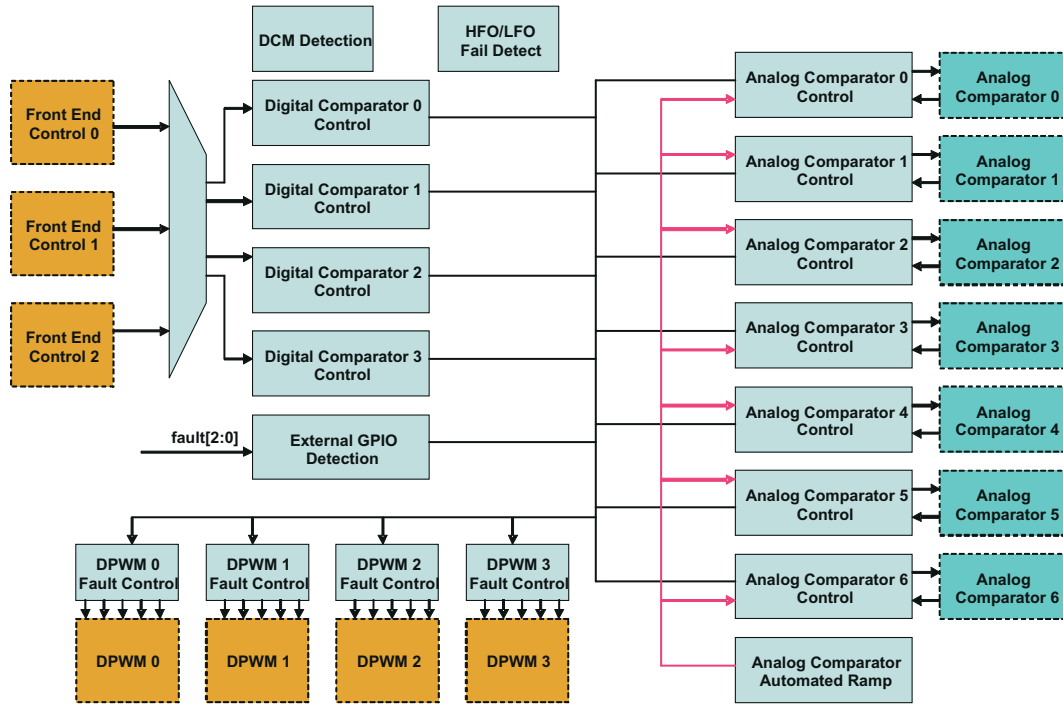 DCM Detection
HFO/LFO
Fail Detect
Front End
Control 0
Front End
Control 1
Front End
Control 2
Digital Comparator 0
Control
Digital Comparator 1
Control
Digital Comparator 2
Control
Digital Comparator 3
Control
fault[2:0]
External GPIO
Detection
Analog Comparator 0
Control
Analog
Comparator 0
Analog Comparator 1
Control
Analog
Comparator 1
Analog Comparator 2
Control
Analog
Comparator 2
Analog Comparator 3
Control
Analog
Comparator 3
Analog Comparator 4
Control
Analog
Comparator 4
Analog Comparator 5
Control
Analog
Comparator 5
Analog Comparator 6
Control
Analog
Comparator 6
Analog Comparator
Automated Ramp
DPWM 0
Fault Control
DPWM 1
Fault Control
DPWM 2
Fault Control
DPWM 3
Fault Control
DPWM 0
DPWM 1
DPWM 2
DPWM 3